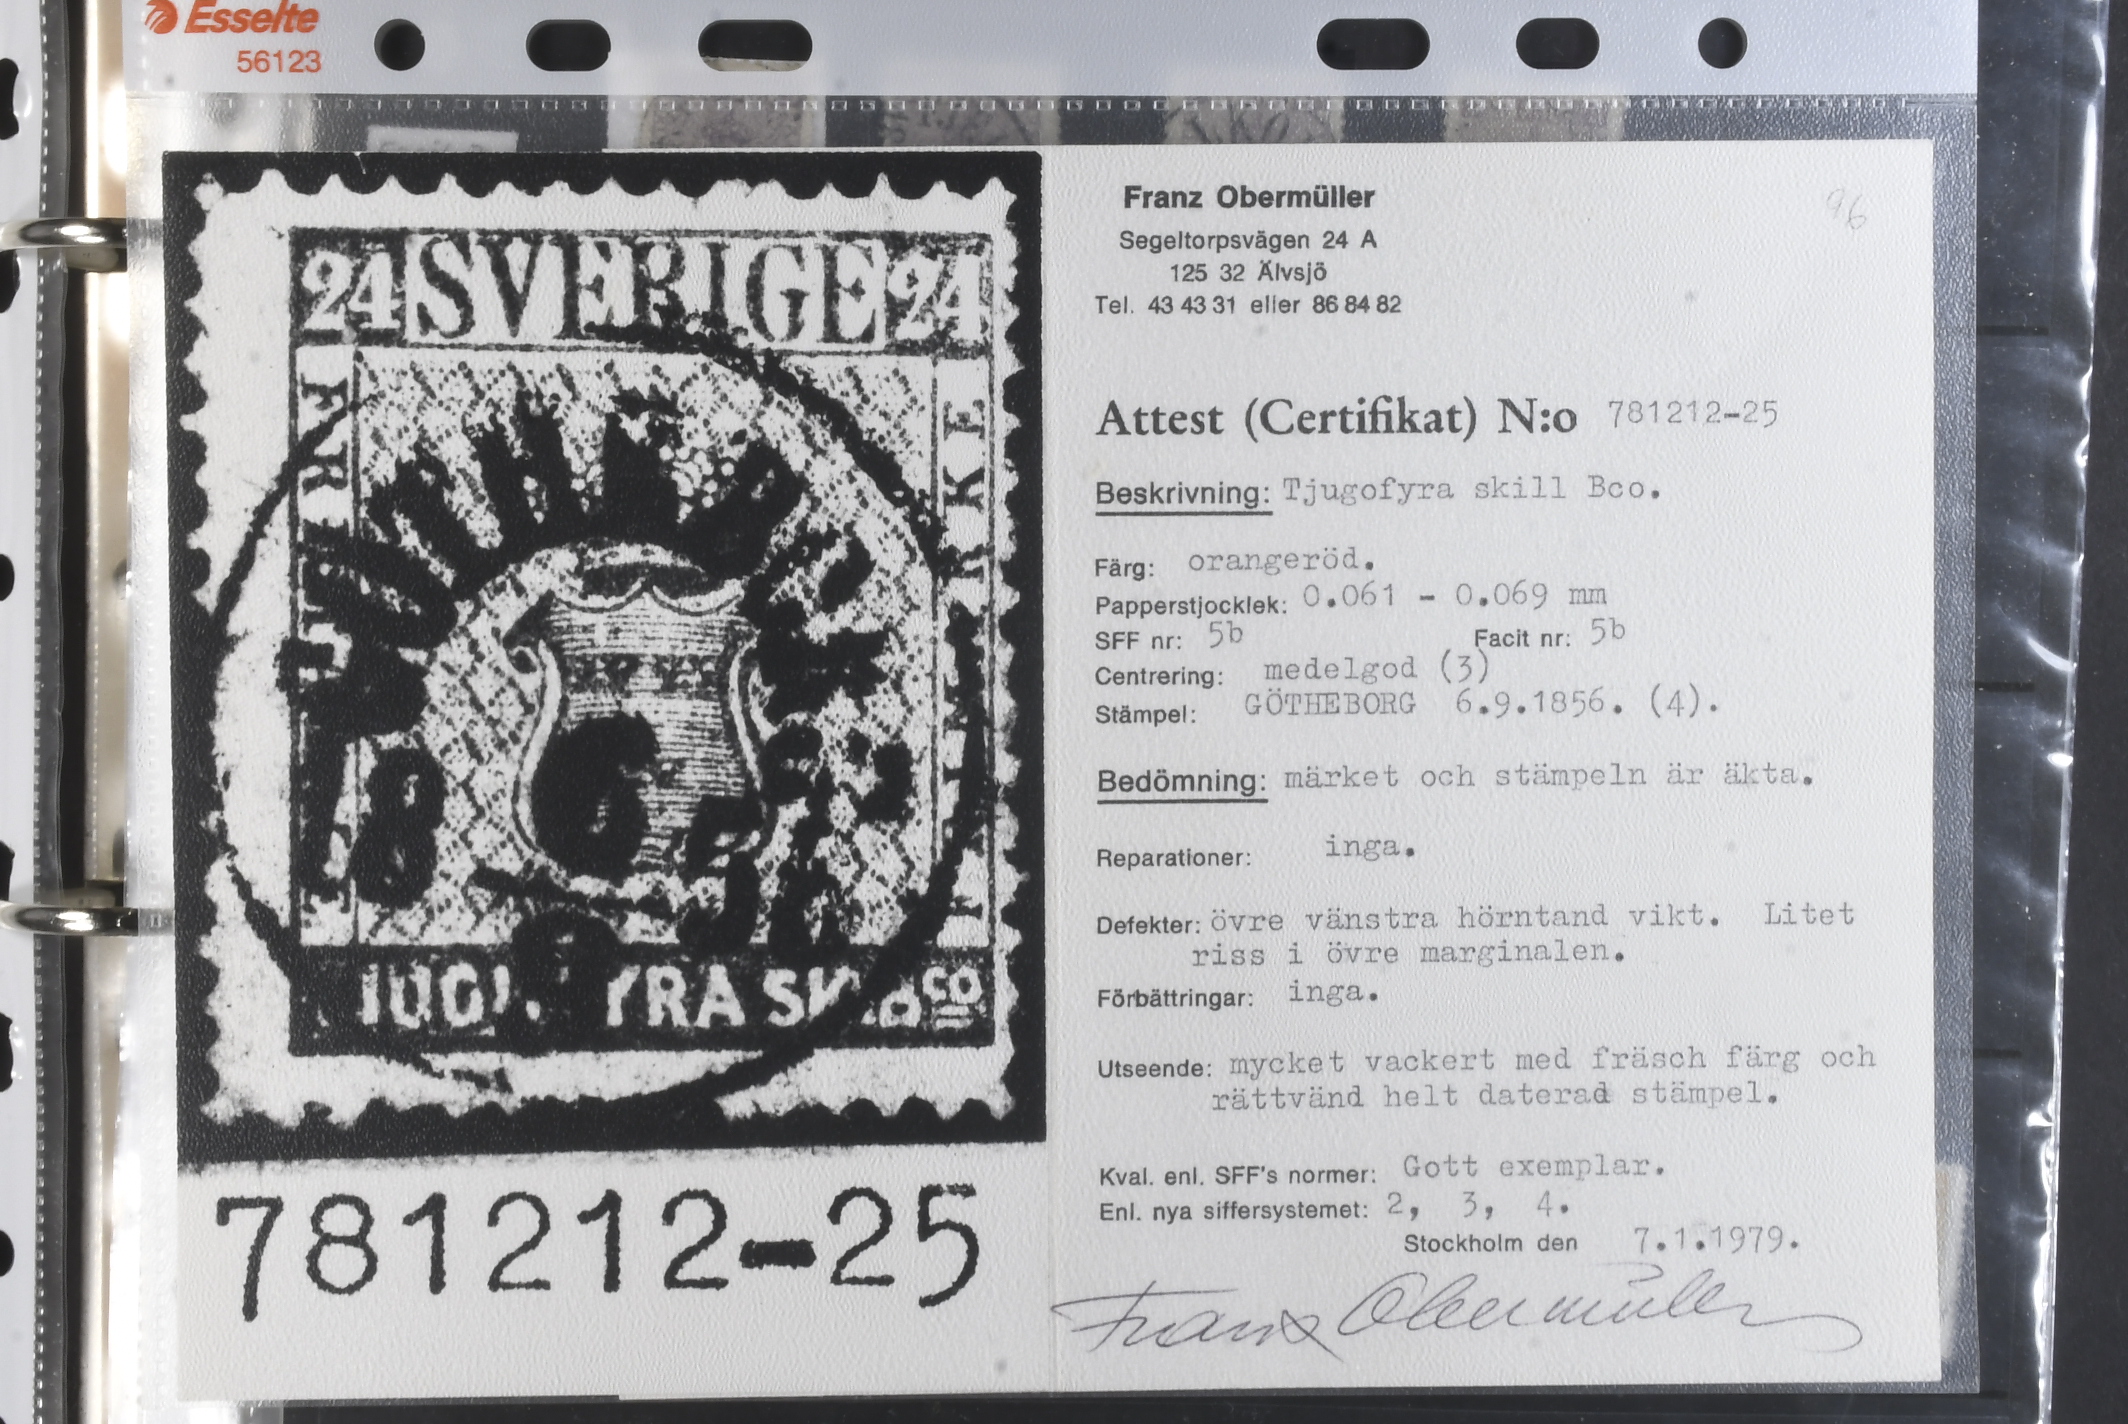 Esselte
56123
24 SVERIGE 24
781212-25
Franz Obermüller
Segeltorpsvägen 24 A
125 32 Älvsjö
Tel. 43 43 31 eller 86 84 82
96
Attest (Certifikat) N:o 781212-25
Beskrivning: Tjugofyra skill Bco.
Färg: orangeröd.
Papperstjocklek: 0.061 - 0.069 mm
SFF nr: 5b Facit nr: 5b
Centrering: medelgod (3)
Stämpel: GÖTHEBORG 6.9.1856. (4).
Bedömning: märket och stämpeln är äkta.
Reparationer: inga.
Defekter: övre vänstra hörntand vikt. Litet
riss i övre marginalen.
Förbättringar: inga.
Utseende: mycket vackert med fräsch färg och
rättvänd helt daterad stämpel.
Kval. enl. SFF's normer: Gott exemplar.
Enl. nya siffersystemet: 2, 3, 4.
Stockholm den 7.1.1979.
Franz Obermüller